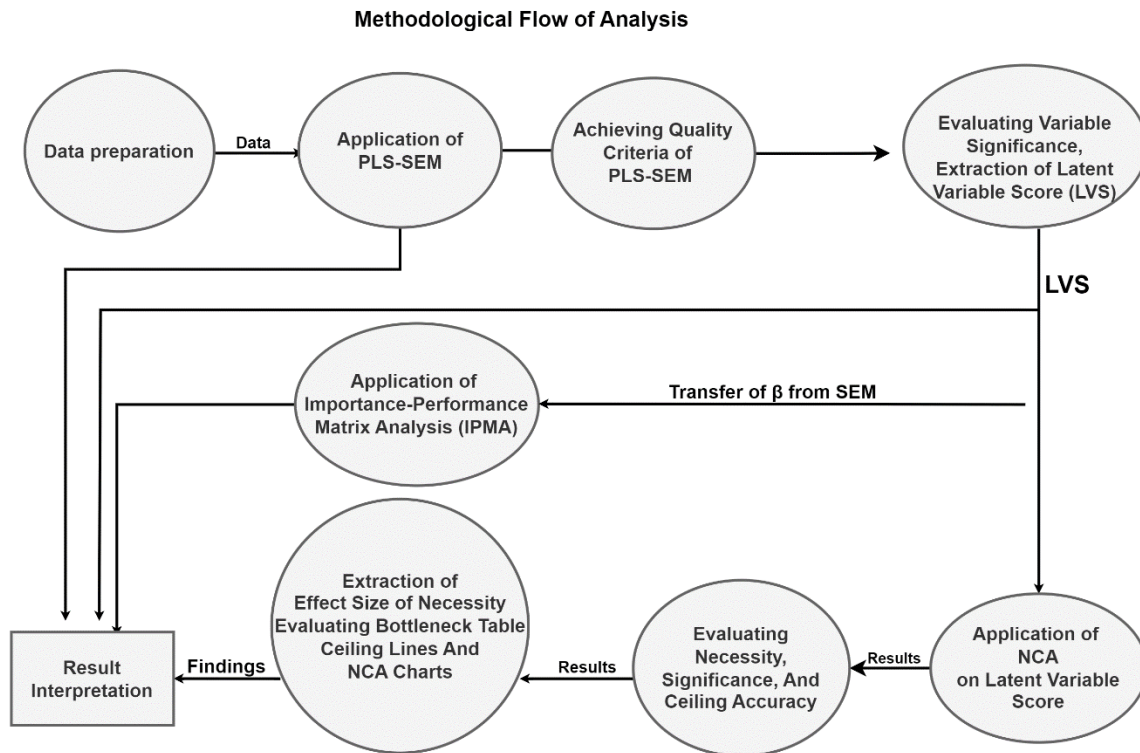 Methodological Flow of Analysis
Data preparation
Data
Application of
PLS-SEM
Achieving Quality
Criteria of
PLS-SEM
Evaluating Variable
Significance,
Extraction of Latent
Variable Score (LVS)
LVS
Application of
Importance-Performance
Matrix Analysis (IPMA)
Transfer of β from SEM
Extraction of
Effect Size of Necessity
Evaluating Bottleneck Table
Ceiling Lines And
NCA Charts
Result
Interpretation
Findings
Results
Evaluating
Necessity,
Significance, And
Ceiling Accuracy
Results
Application of
NCA
on Latent Variable
Score